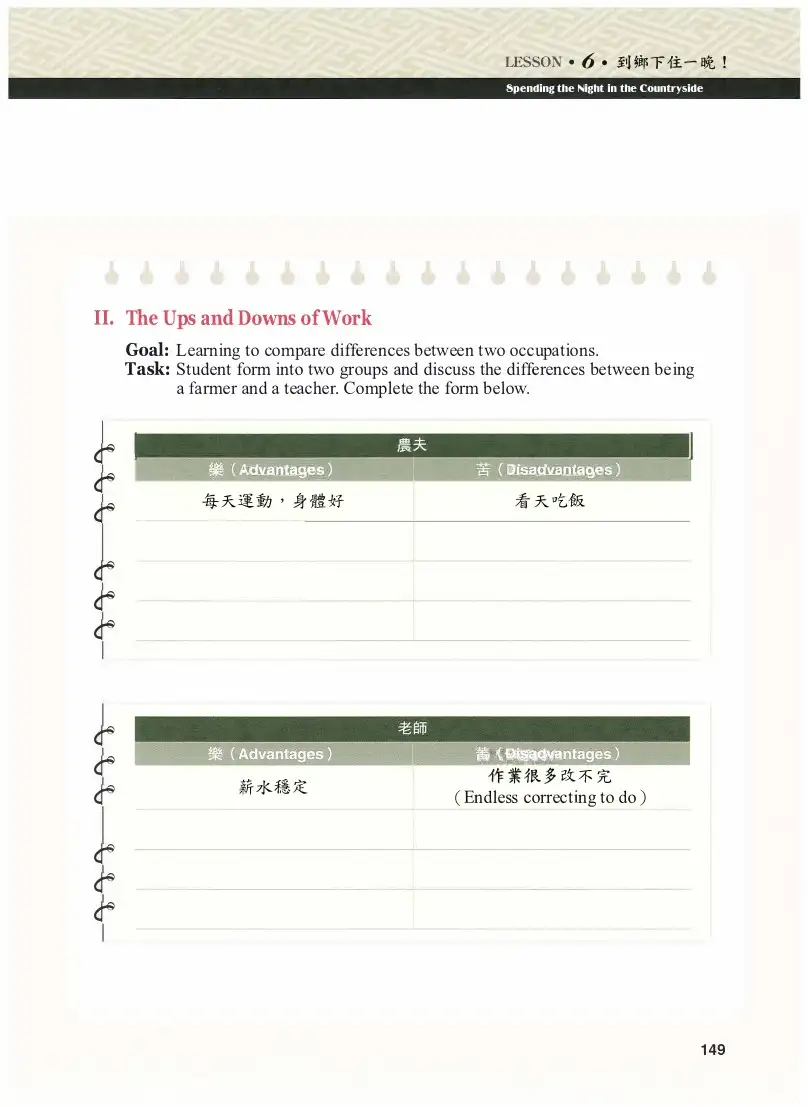 LESSON • 6 • 到鄉下住一晚！
Spending the Night in the Countryside
II. The Ups and Downs of Work
Goal: Learning to compare differences between two occupations.
Task: Student form into two groups and discuss the differences between being
a farmer and a teacher. Complete the form below.
農夫
樂（Advantages） 苦（Disadvantages）
每天運動，身體好 看天吃飯
老師
樂（Advantages） 苦（Disadvantages）
薪水穩定 作業很多改不完
（Endless correcting to do）
149